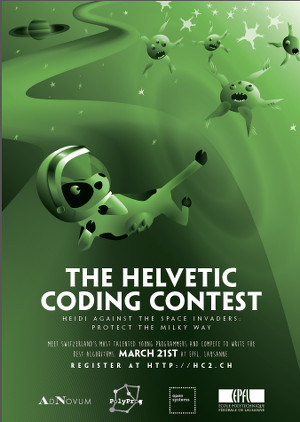 THE HELVETIC
CODING CONTEST
HEIDI AGAINST THE SPACE INVADERS:
PROTECT THE MILKY WAY
MEET SWITZERLAND'S MOST TALENTED YOUNG PROGRAMMERS AND COMPETE TO WRITE THE
BEST ALGORITHMS. MARCH 21ST AT EPFL, LAUSANNE
REGISTER AT HTTP://HC2.CH
ADNOVUM
PolyProg
open
systems
EPFL
ÉCOLE POLYTECHNIQUE
FÉDÉRALE DE LAUSANNE